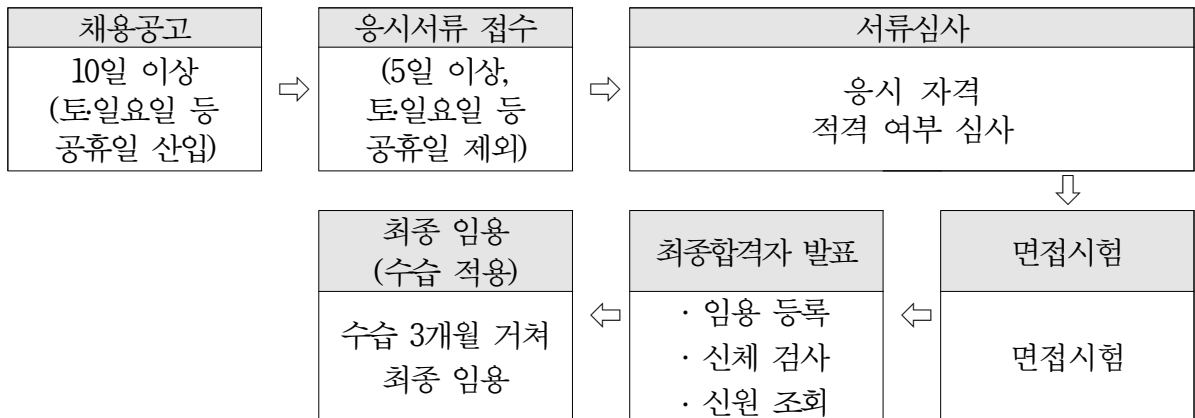 채용공고
10일 이상
(토·일요일 등
공휴일 산입)
⇨
응시서류 접수
(5일 이상,
토·일요일 등
공휴일 제외)
⇨
서류심사
응시 자격
적격 여부 심사
⇩
면접시험
면접시험
⇦
최종합격자 발표
· 임용 등록
· 신체 검사
· 신원 조회
⇦
최종 임용
(수습 적용)
수습 3개월 거쳐
최종 임용